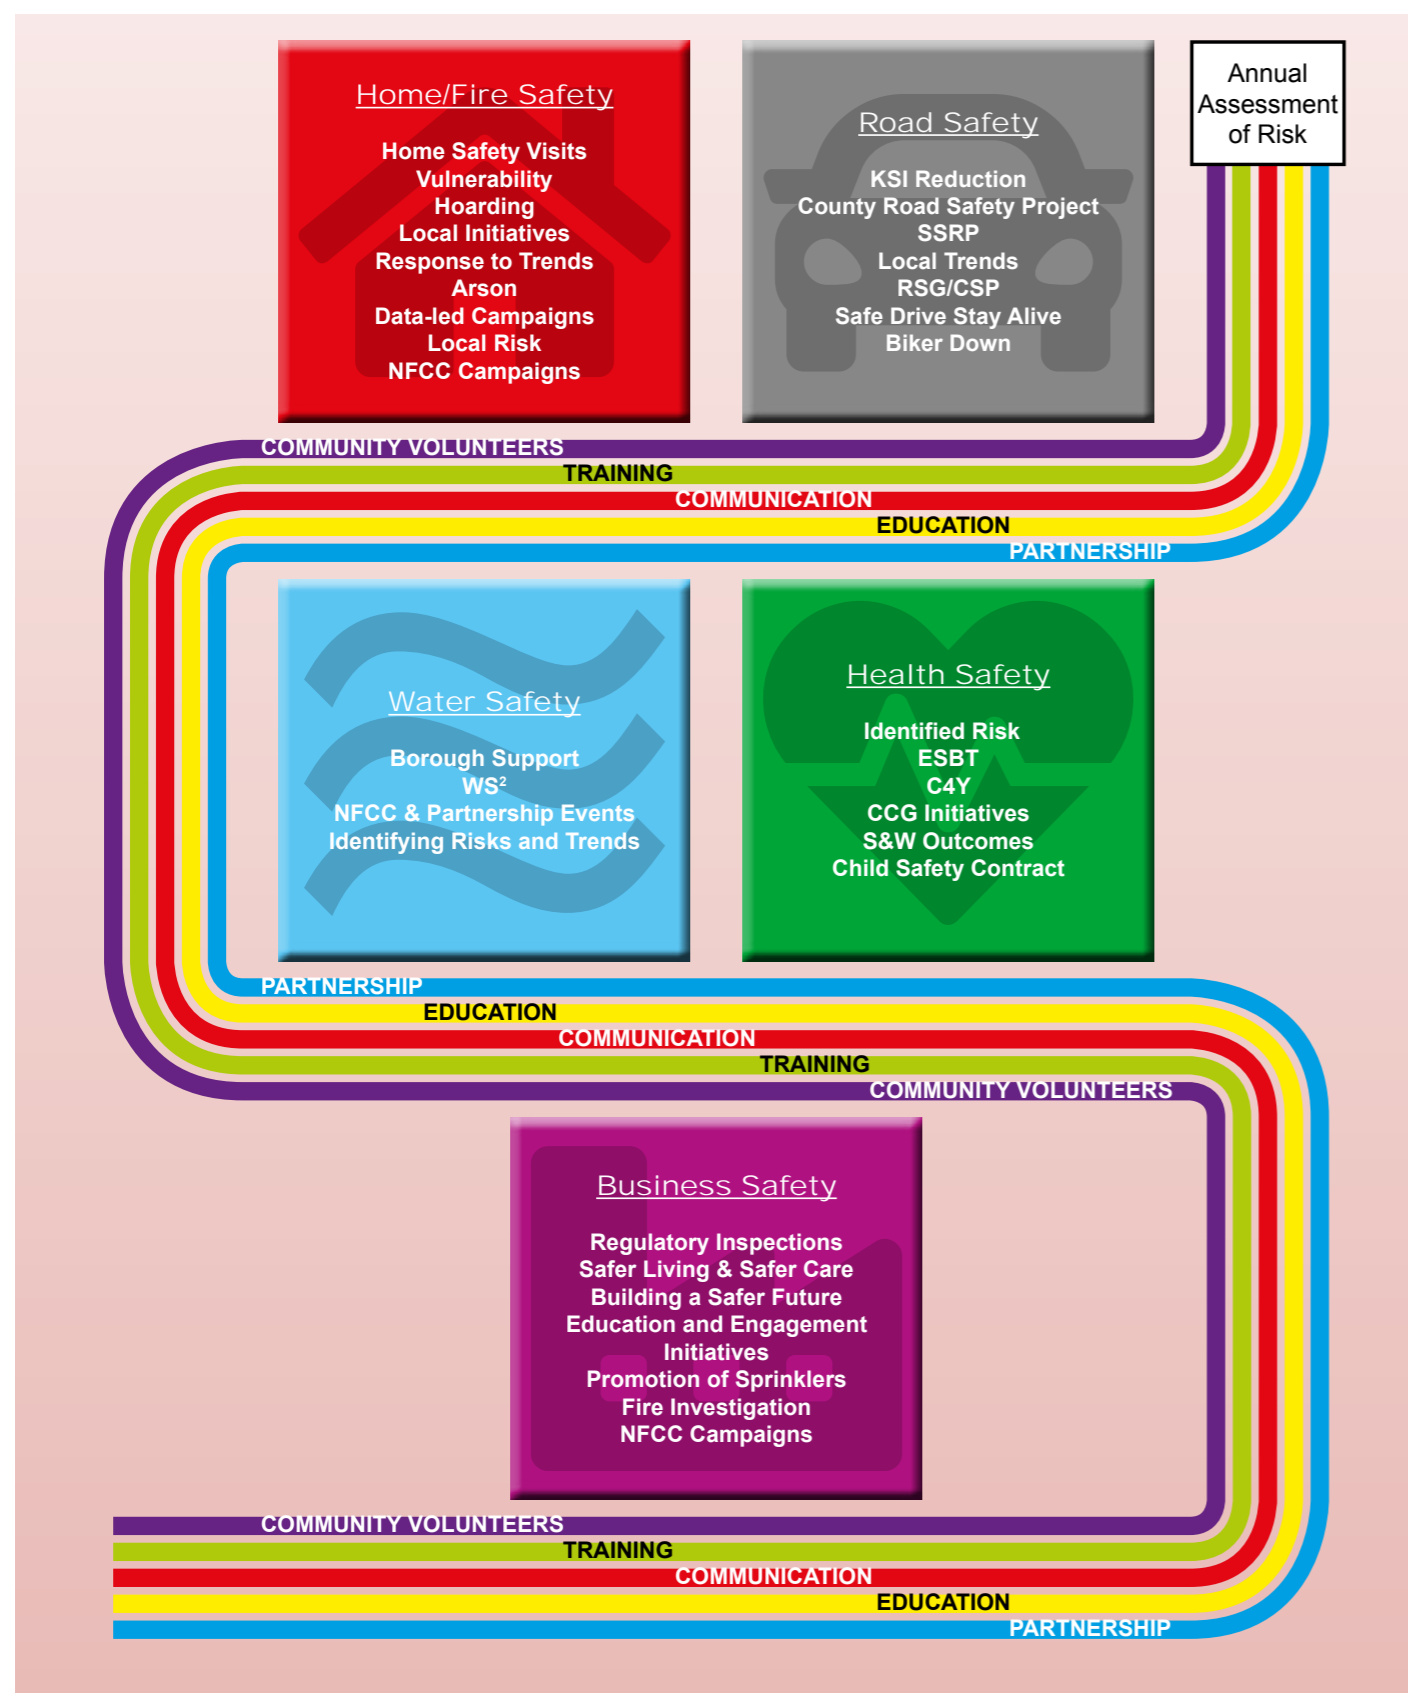 Home/Fire Safety
Home Safety Visits
Vulnerability
Hoarding
Local Initiatives
Response to Trends
Arson
Data-led Campaigns
Local Risk
NFCC Campaigns
Road Safety
KSI Reduction
County Road Safety Project
SSRP
Local Trends
RSG/CSP
Safe Drive Stay Alive
Biker Down
Annual
Assessment
of Risk
COMMUNITY VOLUNTEERS
TRAINING
COMMUNICATION
EDUCATION
PARTNERSHIP
Water Safety
Borough Support
WS²
NFCC & Partnership Events
Identifying Risks and Trends
Health Safety
Identified Risk
ESBT
C4Y
CCG Initiatives
S&W Outcomes
Child Safety Contract
PARTNERSHIP
EDUCATION
COMMUNICATION
TRAINING
COMMUNITY VOLUNTEERS
Business Safety
Regulatory Inspections
Safer Living & Safer Care
Building a Safer Future
Education and Engagement
Initiatives
Promotion of Sprinklers
Fire Investigation
NFCC Campaigns
COMMUNITY VOLUNTEERS
TRAINING
COMMUNICATION
EDUCATION
PARTNERSHIP